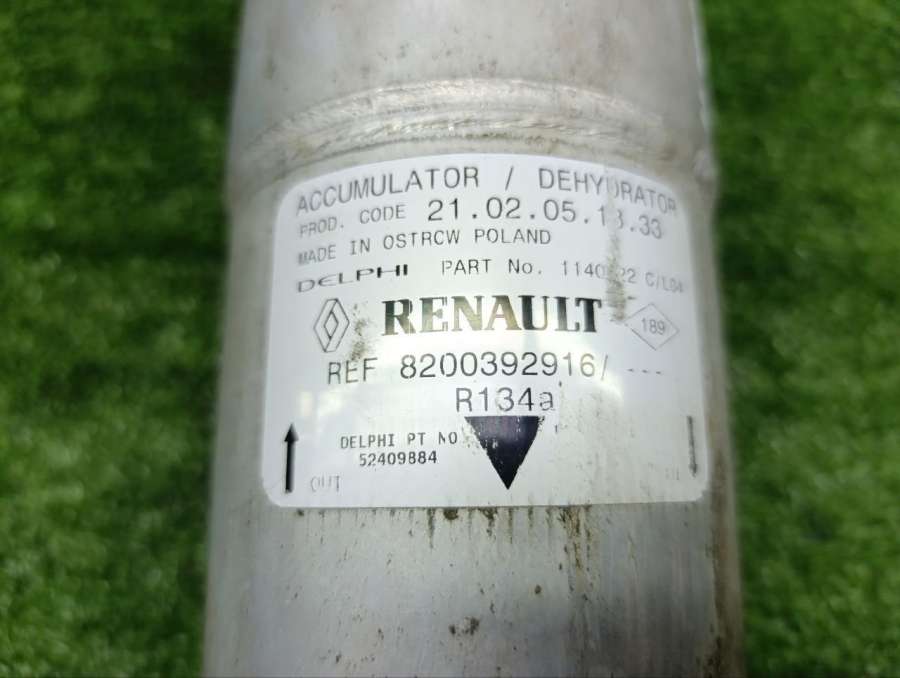 ACCUMULATOR / DEHYDRATOR
PROD. CODE
MADE IN OSTRCW POLAND
DELPHI PART No.
RENAULT 189
REF 8200392916/ ---
R134a
DELPHI PT NO
52409884
OUT